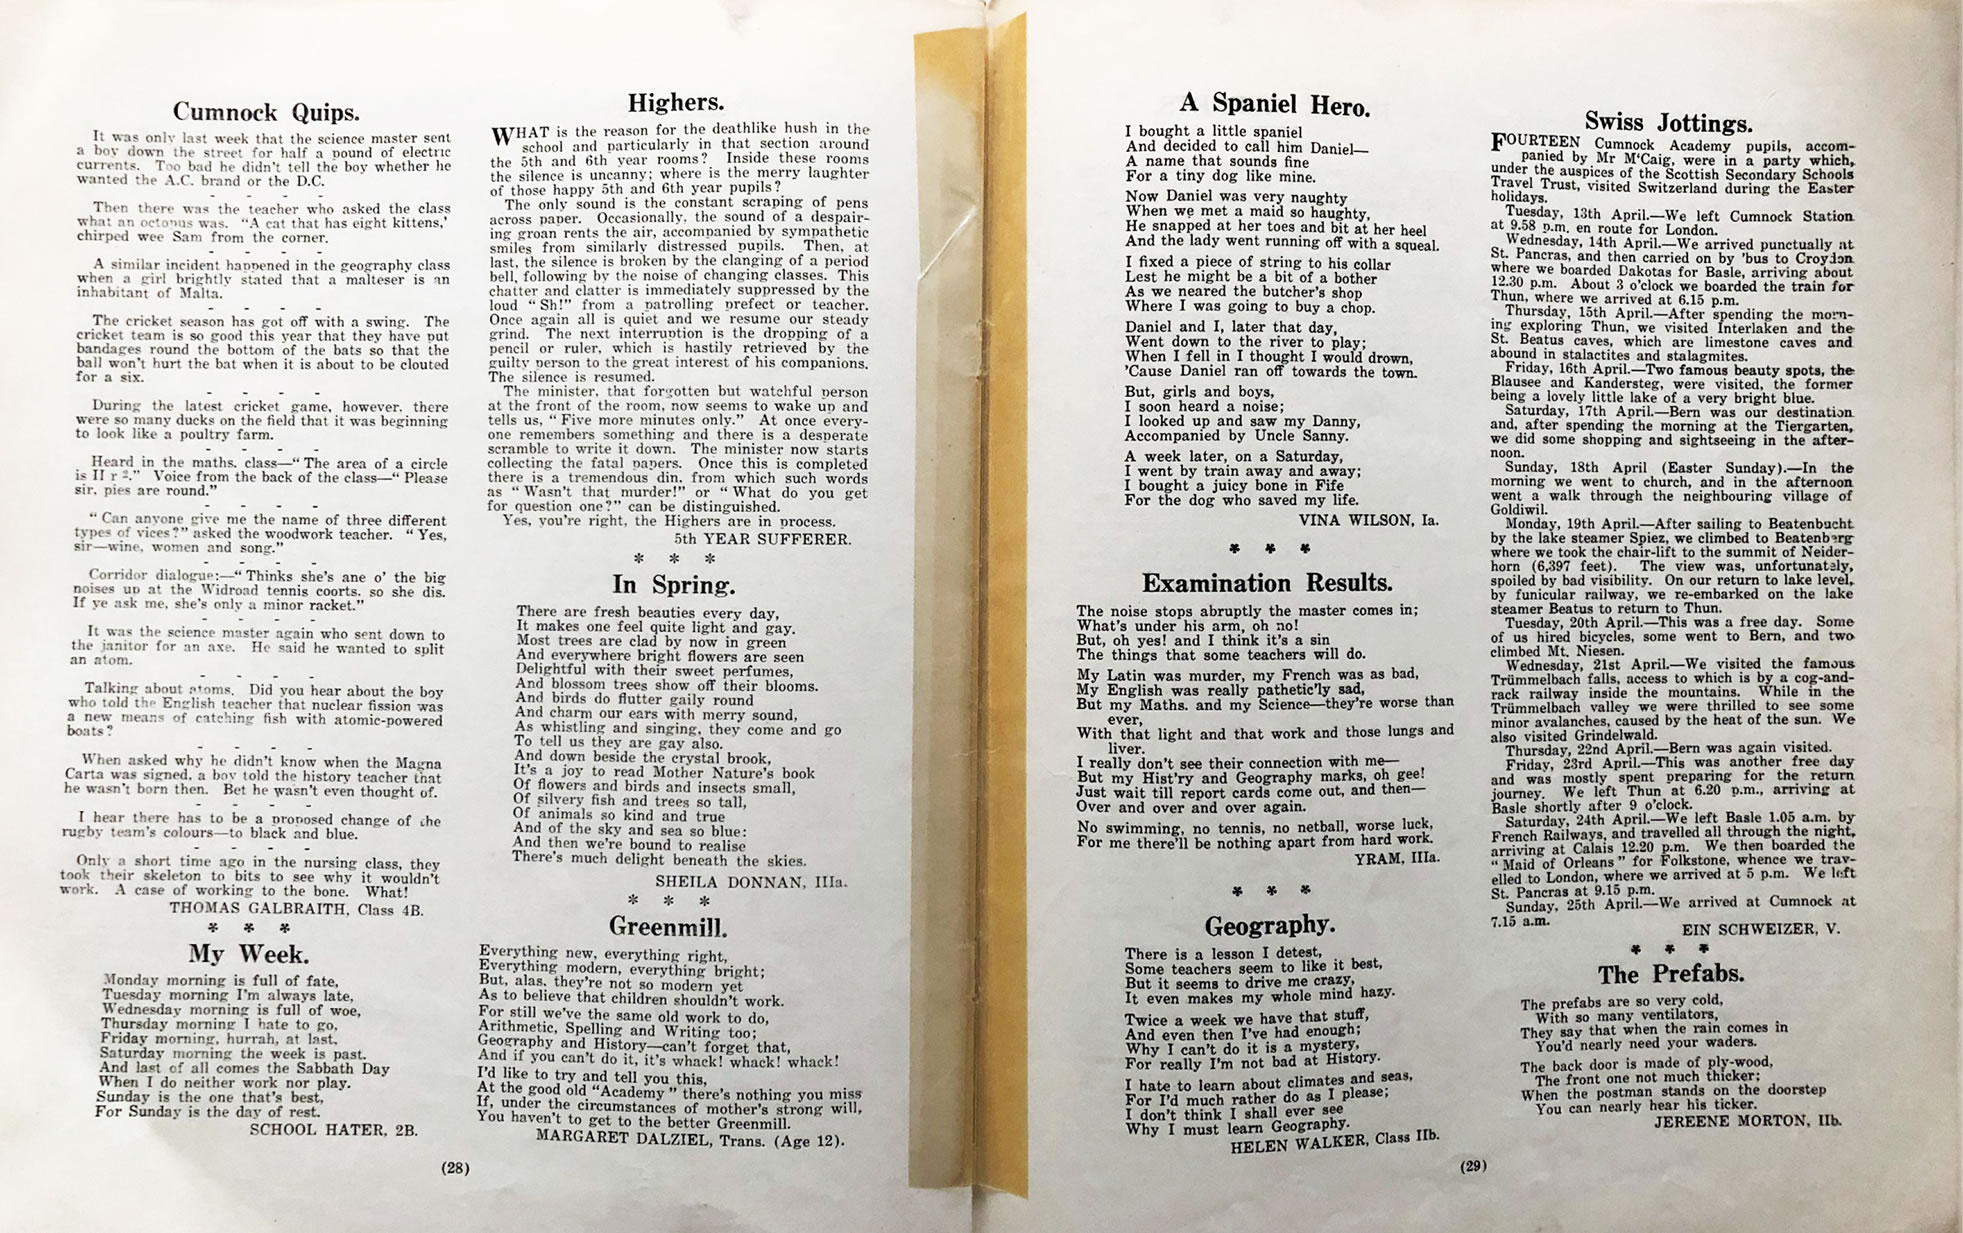 Cumnock Quips.
It was only last week that the science master sent
a boy down the street for half a pound of electric
currents. Too bad he didn't tell the boy whether he
wanted the A.C. brand or the D.C.
- - - -
Then there was the teacher who asked the class
what an octopus was. "A cat that has eight kittens,'
chirped wee Sam from the corner.
- - - -
A similar incident happened in the geography class
when a girl brightly stated that a malteser is an
inhabitant of Malta.
- - - -
The cricket season has got off with a swing. The
cricket team is so good this year that they have put
bandages round the bottom of the bats so that the
ball won't hurt the bat when it is about to be clouted
for a six.
- - - -
During the latest cricket game, however, there
were so many ducks on the field that it was beginning
to look like a poultry farm.
- - - -
Heard in the maths. class—"The area of a circle
is II r ²." Voice from the back of the class—"Please
sir, pies are round."
- - - -
"Can anyone give me the name of three different
types of vices?" asked the woodwork teacher. "Yes,
sir—wine, women and song."
- - - -
Corridor dialogue:—"Thinks she's ane o' the big
noises up at the Widroad tennis coorts, so she dis.
If ye ask me, she's only a minor racket."
- - - -
It was the science master again who sent down to
the janitor for an axe. He said he wanted to split
an atom.
- - - -
Talking about atoms. Did you hear about the boy
who told the English teacher that nuclear fission was
a new means of catching fish with atomic-powered
boats?
- - - -
When asked why he didn't know when the Magna
Carta was signed, a boy told the history teacher that
he wasn't born then. Bet he wasn't even thought of.
- - - -
I hear there has to be a proposed change of the
rugby team's colours—to black and blue.
- - - -
Only a short time ago in the nursing class, they
took their skeleton to bits to see why it wouldn't
work. A case of working to the bone. What!
THOMAS GALBRAITH, Class 4B.
* * *
My Week.
Monday morning is full of fate,
Tuesday morning I'm always late,
Wednesday morning is full of woe,
Thursday morning I hate to go,
Friday morning, hurrah, at last,
Saturday morning the week is past.
And last of all comes the Sabbath Day
When I do neither work nor play.
Sunday is the one that's best,
For Sunday is the day of rest.
SCHOOL HATER, 2B.
Highers.
WHAT is the reason for the deathlike hush in the
school and particularly in that section around
the 5th and 6th year rooms? Inside these rooms
the silence is uncanny; where is the merry laughter
of those happy 5th and 6th year pupils?
The only sound is the constant scraping of pens
across paper. Occasionally, the sound of a despair-
ing groan rents the air, accompanied by sympathetic
smiles from similarly distressed pupils. Then, at
last, the silence is broken by the clanging of a period
bell, following by the noise of changing classes. This
chatter and clatter is immediately suppressed by the
loud "Sh!" from a patrolling prefect or teacher.
Once again all is quiet and we resume our steady
grind. The next interruption is the dropping of a
pencil or ruler, which is hastily retrieved by the
guilty person to the great interest of his companions.
The silence is resumed.
The minister, that forgotten but watchful person
at the front of the room, now seems to wake up and
tells us, "Five more minutes only." At once every-
one remembers something and there is a desperate
scramble to write it down. The minister now starts
collecting the fatal papers. Once this is completed
there is a tremendous din, from which such words
as "Wasn't that murder!" or "What do you get
for question one?" can be distinguished.
Yes, you're right, the Highers are in process.
5th YEAR SUFFERER.
* * *
In Spring.
There are fresh beauties every day,
It makes one feel quite light and gay.
Most trees are clad by now in green
And everywhere bright flowers are seen
Delightful with their sweet perfumes,
And blossom trees show off their blooms.
And birds do flutter gaily round
And charm our ears with merry sound,
As whistling and singing, they come and go
To tell us they are gay also.
And down beside the crystal brook,
It's a joy to read Mother Nature's book
Of flowers and birds and insects small,
Of silvery fish and trees so tall,
Of animals so kind and true
And of the sky and sea so blue:
And then we're bound to realise
There's much delight beneath the skies.
SHEILA DONNAN, IIIa.
* * *
Greenmill.
Everything new, everything right,
Everything modern, everything bright;
But, alas, they're not so modern yet
As to believe that children shouldn't work.
For still we've the same old work to do,
Arithmetic, Spelling and Writing too;
Geography and History—can't forget that,
And if you can't do it, it's whack! whack! whack!
I'd like to try and tell you this,
At the good old "Academy" there's nothing you miss
If, under the circumstances of mother's strong will,
You haven't to get to the better Greenmill.
MARGARET DALZIEL, Trans. (Age 12).
(28)
A Spaniel Hero.
I bought a little spaniel
And decided to call him Daniel—
A name that sounds fine
For a tiny dog like mine.
Now Daniel was very naughty
When we met a maid so haughty,
He snapped at her toes and bit at her heel
And the lady went running off with a squeal.
I fixed a piece of string to his collar
Lest he might be a bit of a bother
As we neared the butcher's shop
Where I was going to buy a chop.
Daniel and I, later that day,
Went down to the river to play;
When I fell in I thought I would drown,
'Cause Daniel ran off towards the town.
But, girls and boys,
I soon heard a noise;
I looked up and saw my Danny,
Accompanied by Uncle Sanny.
A week later, on a Saturday,
I went by train away and away;
I bought a juicy bone in Fife
For the dog who saved my life.
VINA WILSON, Ia.
* * *
Examination Results.
The noise stops abruptly the master comes in;
What's under his arm, oh no!
But, oh yes! and I think it's a sin
The things that some teachers will do.
My Latin was murder, my French was as bad,
My English was really pathetic'ly sad,
But my Maths. and my Science—they're worse than
ever,
With that light and that work and those lungs and
liver.
I really don't see their connection with me—
But my Hist'ry and Geography marks, oh gee!
Just wait till report cards come out, and then—
Over and over and over again.
No swimming, no tennis, no netball, worse luck,
For me there'll be nothing apart from hard work.
YRAM, IIIa.
* * *
Geography.
There is a lesson I detest,
Some teachers seem to like it best,
But it seems to drive me crazy,
It even makes my whole mind hazy.
Twice a week we have that stuff,
And even then I've had enough;
Why I can't do it is a mystery,
For really I'm not bad at History.
I hate to learn about climates and seas,
For I'd much rather do as I please;
I don't think I shall ever see
Why I must learn Geography.
HELEN WALKER, Class IIb.
Swiss Jottings.
FOURTEEN Cumnock Academy pupils, accom-
panied by Mr M'Caig, were in a party which,
under the auspices of the Scottish Secondary Schools
Travel Trust, visited Switzerland during the Easter
holidays.
Tuesday, 13th April.—We left Cumnock Station
at 9.58 p.m. en route for London.
Wednesday, 14th April.—We arrived punctually at
St. Pancras, and then carried on by 'bus to Croydon
where we boarded Dakotas for Basle, arriving about
12.30 p.m. About 3 o'clock we boarded the train for
Thun, where we arrived at 6.15 p.m.
Thursday, 15th April.—After spending the morn-
ing exploring Thun, we visited Interlaken and the
St. Beatus caves, which are limestone caves and
abound in stalactites and stalagmites.
Friday, 16th April.—Two famous beauty spots, the
Blausee and Kandersteg, were visited, the former
being a lovely little lake of a very bright blue.
Saturday, 17th April.—Bern was our destination
and, after spending the morning at the Tiergarten,
we did some shopping and sightseeing in the after-
noon.
Sunday, 18th April (Easter Sunday).—In the
morning we went to church, and in the afternoon
went a walk through the neighbouring village of
Goldiwil.
Monday, 19th April.—After sailing to Beatenbucht
by the lake steamer Spiez, we climbed to Beatenberg
where we took the chair-lift to the summit of Neider-
horn (6,397 feet). The view was, unfortunately,
spoiled by bad visibility. On our return to lake level,
by funicular railway, we re-embarked on the lake
steamer Beatus to return to Thun.
Tuesday, 20th April.—This was a free day. Some
of us hired bicycles, some went to Bern, and two
climbed Mt. Niesen.
Wednesday, 21st April.—We visited the famous
Trümmelbach falls, access to which is by a cog-and-
rack railway inside the mountains. While in the
Trümmelbach valley we were thrilled to see some
minor avalanches, caused by the heat of the sun. We
also visited Grindelwald.
Thursday, 22nd April.—Bern was again visited.
Friday, 23rd April.—This was another free day
and was mostly spent preparing for the return
journey. We left Thun at 6.20 p.m., arriving at
Basle shortly after 9 o'clock.
Saturday, 24th April.—We left Basle 1.05 a.m. by
French Railways, and travelled all through the night,
arriving at Calais 12.20 p.m. We then boarded the
"Maid of Orleans" for Folkstone, whence we trav-
elled to London, where we arrived at 5 p.m. We left
St. Pancras at 9.15 p.m.
Sunday, 25th April.—We arrived at Cumnock at
7.15 a.m.
EIN SCHWEIZER, V.
* * *
The Prefabs.
The prefabs are so very cold,
With so many ventilators,
They say that when the rain comes in
You'd nearly need your waders.
The back door is made of ply-wood,
The front one not much thicker;
When the postman stands on the doorstep
You can nearly hear his ticker.
JEREENE MORTON, IIb.
(29)